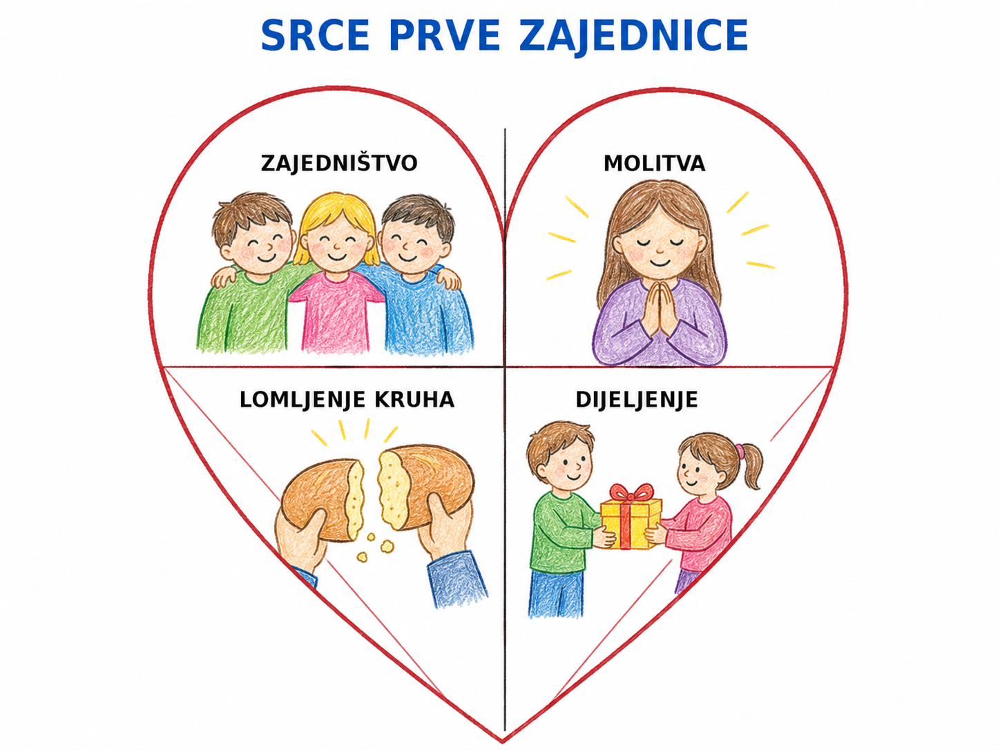 SRCE PRVE ZAJEDNICE
ZAJEDNIŠTVO
MOLITVA
LOMLJENJE KRUHA
DIJELJENJE